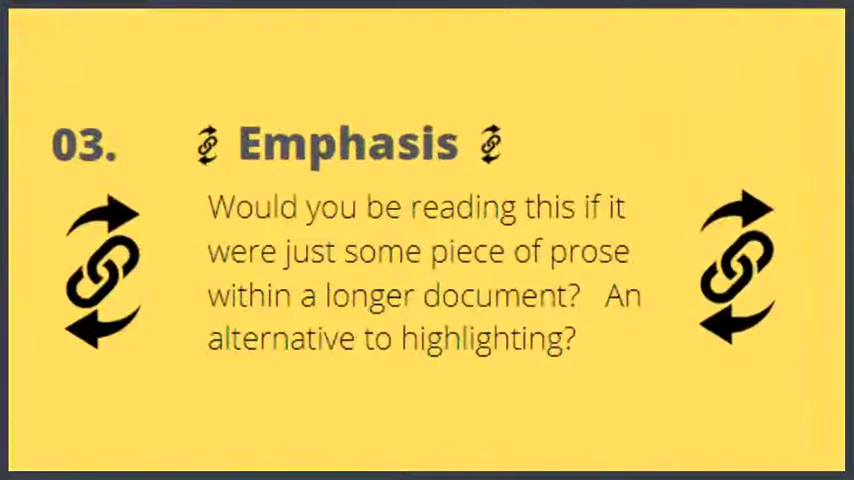 03. Emphasis
Would you be reading this if it
were just some piece of prose
within a longer document? An
alternative to highlighting?